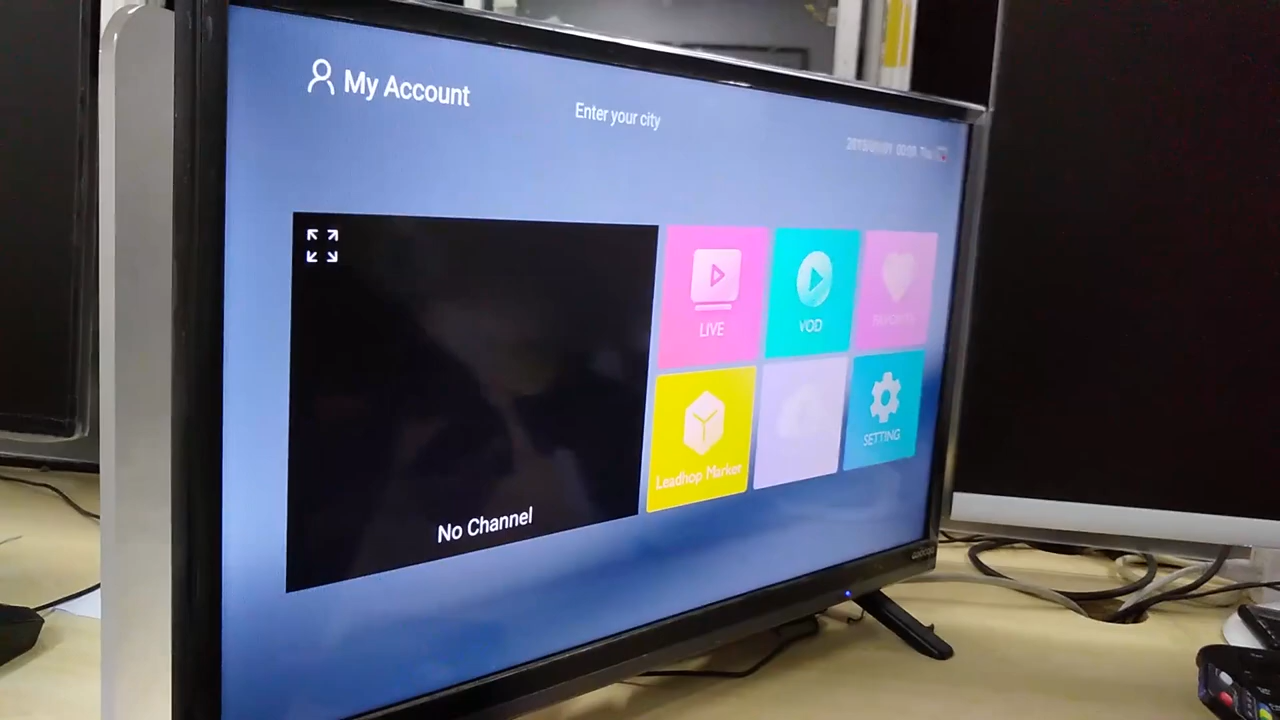 My Account
Enter your city
LIVE
VOD
Leadhop Market
SETTING
No Channel